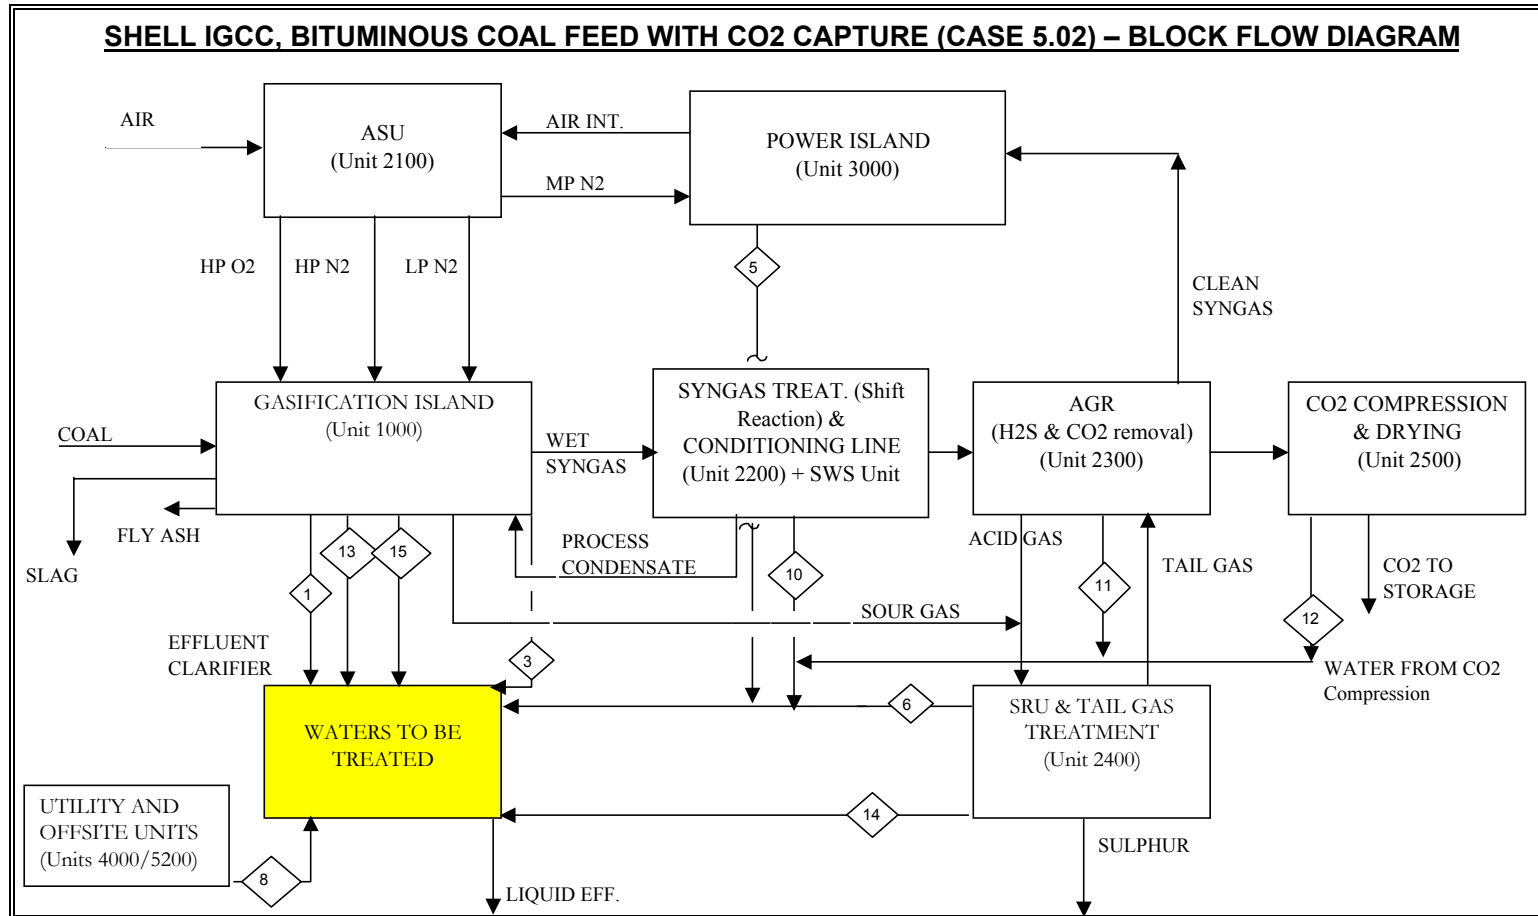 SHELL IGCC, BITUMINOUS COAL FEED WITH CO2 CAPTURE (CASE 5.02) – BLOCK FLOW DIAGRAM
AIR
ASU
(Unit 2100)
AIR INT.
MP N2
POWER ISLAND
(Unit 3000)
HP O2
HP N2
LP N2
5
CLEAN
SYNGAS
COAL
GASIFICATION ISLAND
(Unit 1000)
WET
SYNGAS
SYNGAS TREAT. (Shift
Reaction) &
CONDITIONING LINE
(Unit 2200) + SWS Unit
AGR
(H2S & CO2 removal)
(Unit 2300)
CO2 COMPRESSION
& DRYING
(Unit 2500)
FLY ASH
SLAG
1
13
15
PROCESS
CONDENSATE
10
ACID GAS
11
TAIL GAS
12
CO2 TO
STORAGE
SOUR GAS
EFFLUENT
CLARIFIER
3
WATER FROM CO2
Compression
WATERS TO BE
TREATED
6
SRU & TAIL GAS
TREATMENT
(Unit 2400)
UTILITY AND
OFFSITE UNITS
(Units 4000/5200)
8
14
LIQUID EFF.
SULPHUR